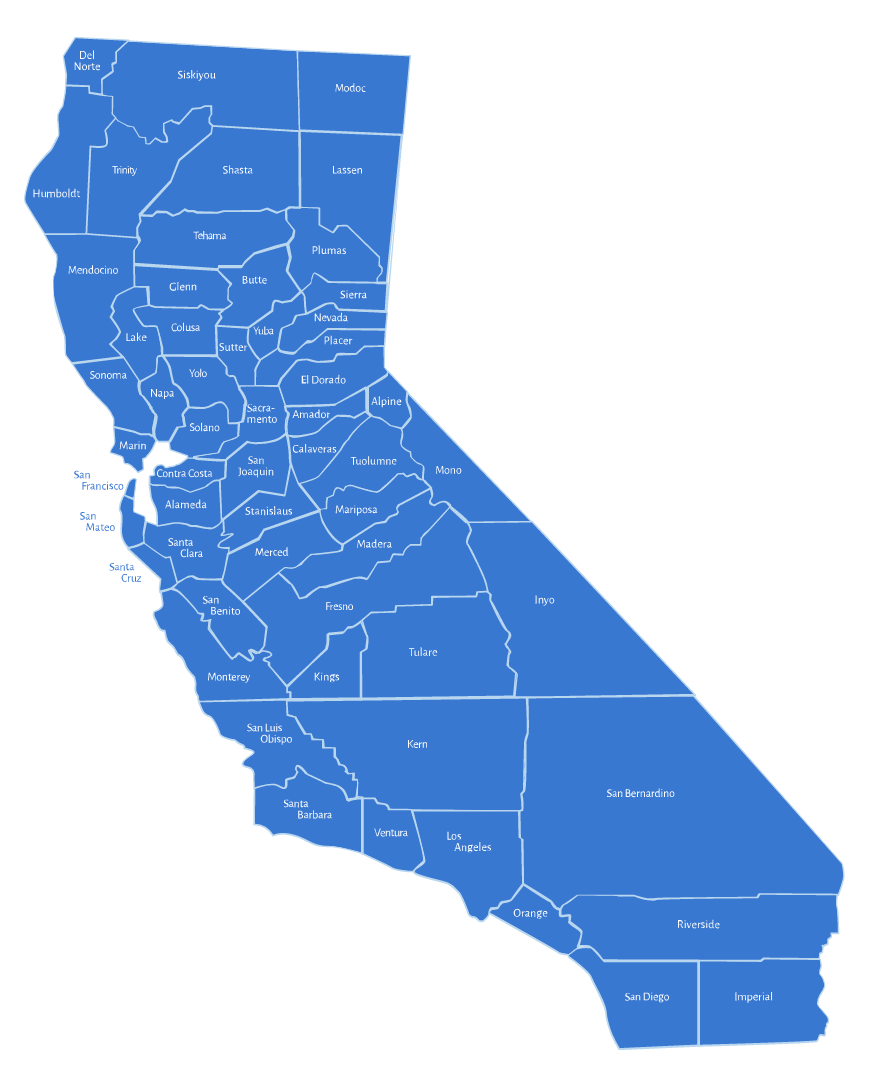 Del
Norte
Siskiyou
Modoc
Trinity
Shasta
Lassen
Humboldt
Tehama
Plumas
Mendocino
Glenn
Butte
Sierra
Colusa
Nevada
Lake
Sutter
Yuba
Placer
Sonoma
Yolo
El Dorado
Napa
Sacra-
mento
Amador
Alpine
Solano
Marin
Calaveras
San
Joaquin
Tuolumne
Mono
San
Francisco
Contra Costa
Alameda
Stanislaus
Mariposa
San
Mateo
Santa
Clara
Merced
Madera
Santa
Cruz
San
Benito
Fresno
Inyo
Tulare
Monterey
Kings
San Luis
Obispo
Kern
San Bernardino
Santa
Barbara
Ventura
Los
Angeles
Orange
Riverside
San Diego
Imperial